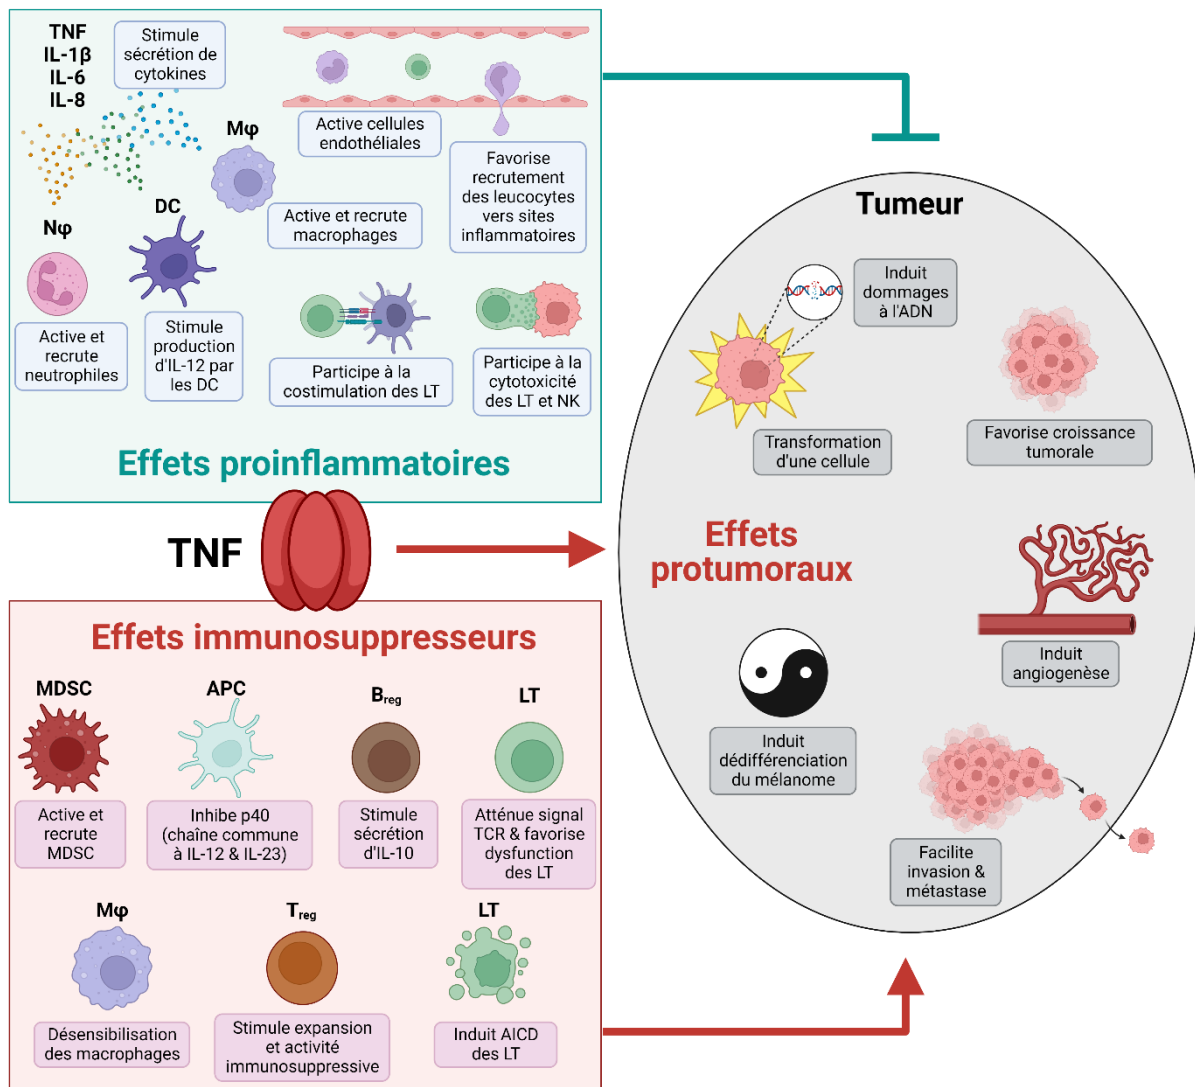 TNF
IL-1β
IL-6
IL-8
Stimule
sécrétion de
cytokines
Active cellules
endothéliales
Favorise
recrutement
des leucocytes
vers sites
inflammatoires
Mφ
Active et recrute
macrophages
Nφ
Active et
recrute
neutrophiles
DC
Stimule
production
d'IL-12 par
les DC
Participe à la
costimulation des LT
Participe à la
cytotoxicité
des LT et NK
Effets proinflammatoires
TNF
Effets immunosuppresseurs
MDSC
Active et
recrute
MDSC
APC
Inhibe p40
(chaîne commune
à IL-12 & IL-23)
Breg
Stimule
sécrétion
d'IL-10
LT
Atténue signal
TCR & favorise
dysfunction
des LT
Mφ
Désensibilisation
des macrophages
Treg
Stimule expansion
et activité
immunosuppressive
LT
Induit AICD
des LT
Tumeur
Induit
dommages
à l'ADN
Transformation
d'une cellule
Favorise croissance
tumorale
Effets
protumoraux
Induit
angiogenèse
Induit
dédifférenciation
du mélanome
Facilite
invasion &
métastase